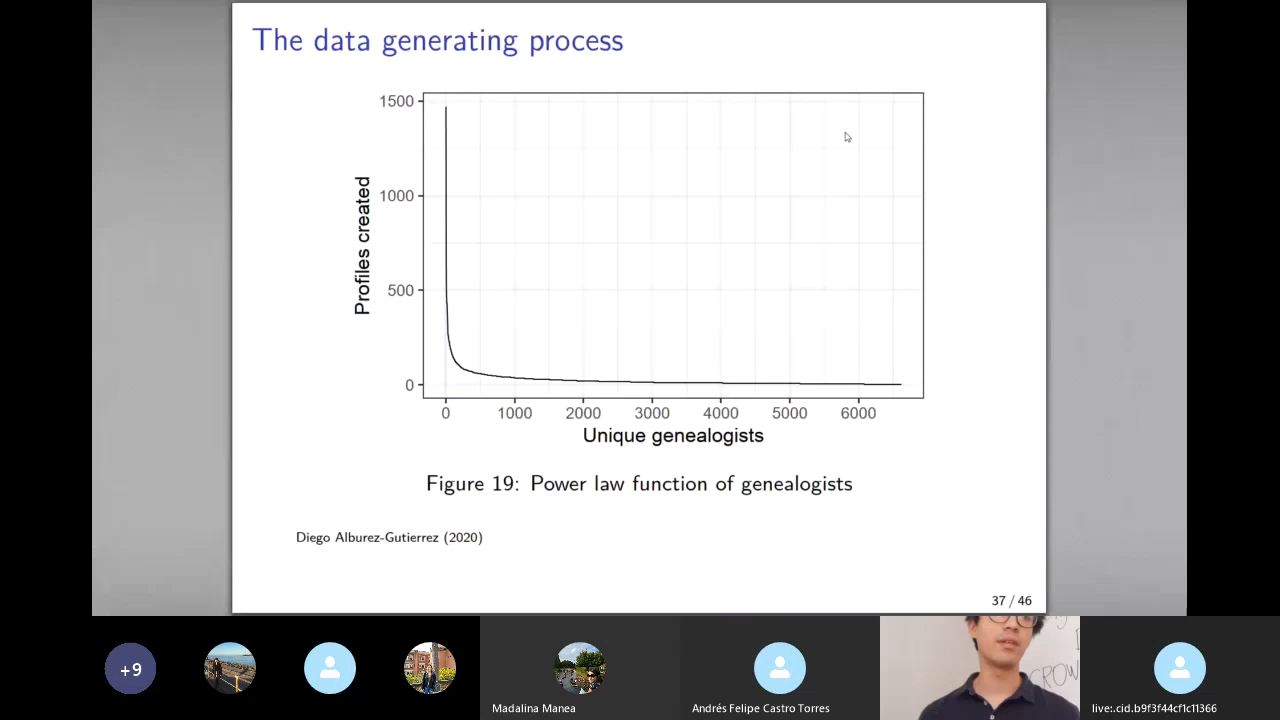 The data generating process
1500
1000
500
0
Profiles created
0 1000 2000 3000 4000 5000 6000
Unique genealogists
Figure 19: Power law function of genealogists
Diego Alburez-Gutierrez (2020)
37 / 46
+9
Madalina Manea
Andrés Felipe Castro Torres
CROW
live:.cid.b9f3f44cf1c11366